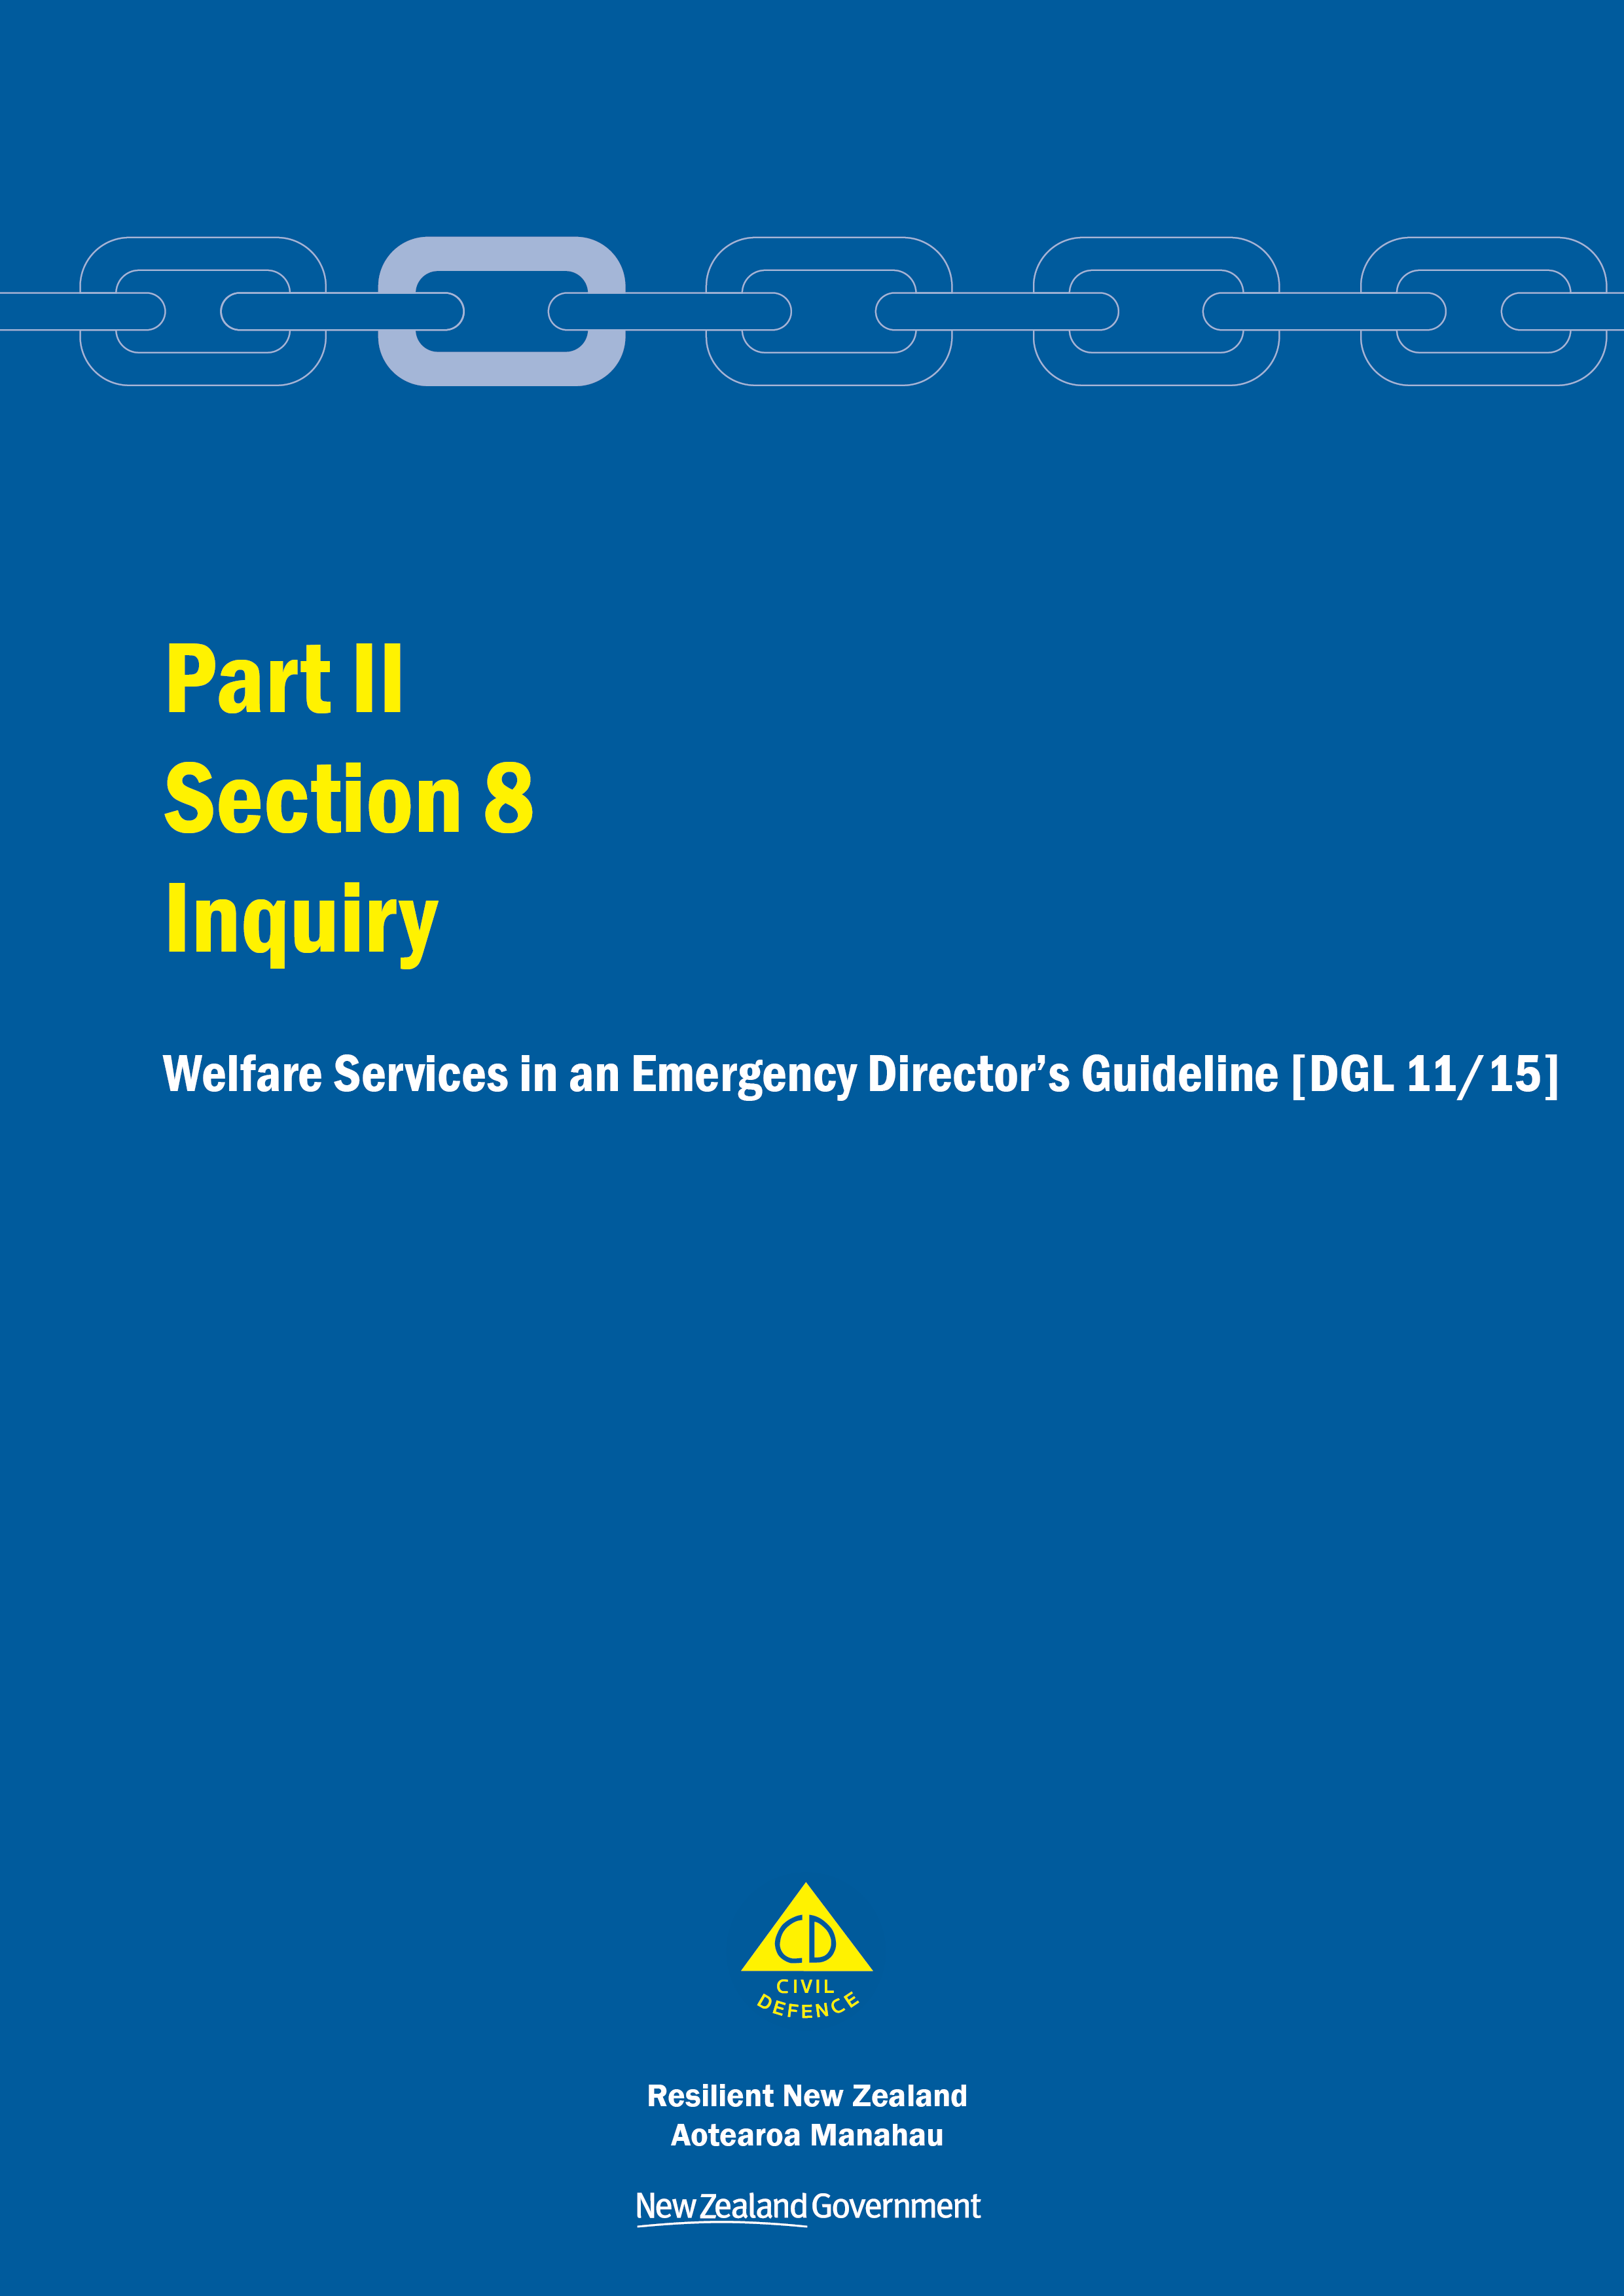 Part II
Section 8
Inquiry
Welfare Services in an Emergency Director’s Guideline [DGL 11/15]
CD
CIVIL
DEFENCE
Resilient New Zealand
Aotearoa Manahau
New Zealand Government